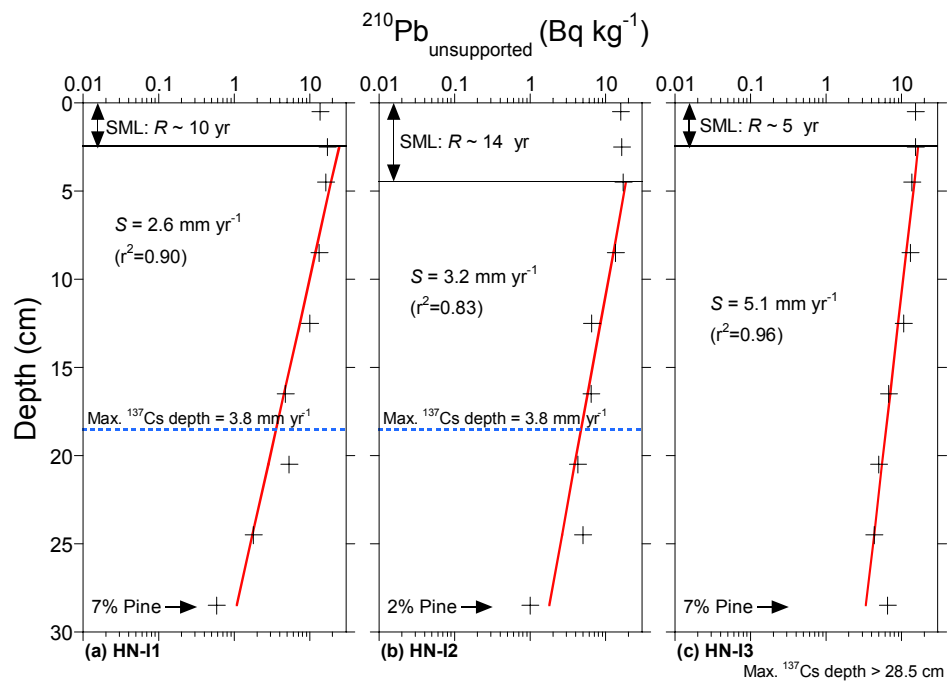 210Pb unsupported (Bq kg-1)
0.01 0.1 1 10 0.01 0.1 1 10 0.01 0.1 1 10
0
SML: R ~ 10 yr
SML: R ~ 14 yr
SML: R ~ 5 yr
5
S = 2.6 mm yr-1
(r2=0.90)
S = 3.2 mm yr-1
(r2=0.83)
S = 5.1 mm yr-1
(r2=0.96)
10
Depth (cm)
15
Max. 137Cs depth = 3.8 mm yr-1
Max. 137Cs depth = 3.8 mm yr-1
20
25
7% Pine
2% Pine
7% Pine
30
(a) HN-I1
(b) HN-I2
(c) HN-I3
Max. 137Cs depth > 28.5 cm